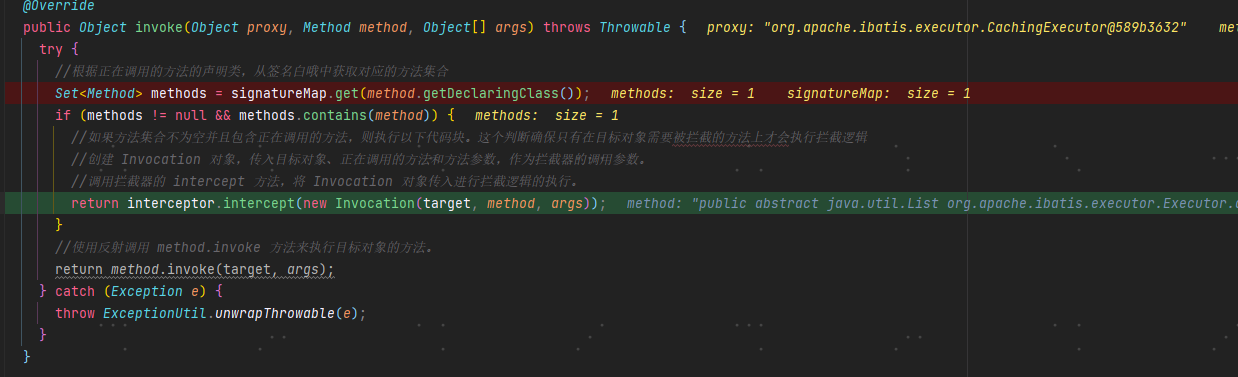 @Override
public Object invoke(Object proxy, Method method, Object[] args) throws Throwable { proxy: "org.apache.ibatis.executor.CachingExecutor@589b3632" met
try {
//根据正在调用的方法的声明类，从签名白哦中获取对应的方法集合
Set<Method> methods = signatureMap.get(method.getDeclaringClass()); methods: size = 1 signatureMap: size = 1
if (methods != null && methods.contains(method)) { methods: size = 1
//如果方法集合不为空并且包含正在调用的方法，则执行以下代码块。这个判断确保只有在目标对象需要被拦截的方法上才会执行拦截逻辑
//创建 Invocation 对象，传入目标对象、正在调用的方法和方法参数，作为拦截器的调用参数。
//调用拦截器的 intercept 方法，将 Invocation 对象传入进行拦截逻辑的执行。
return interceptor.intercept(new Invocation(target, method, args)); method: "public abstract java.util.List org.apache.ibatis.executor.Executor.
}
//使用反射调用 method.invoke 方法来执行目标对象的方法。
return method.invoke(target, args);
} catch (Exception e) {
throw ExceptionUtil.unwrapThrowable(e);
}
}